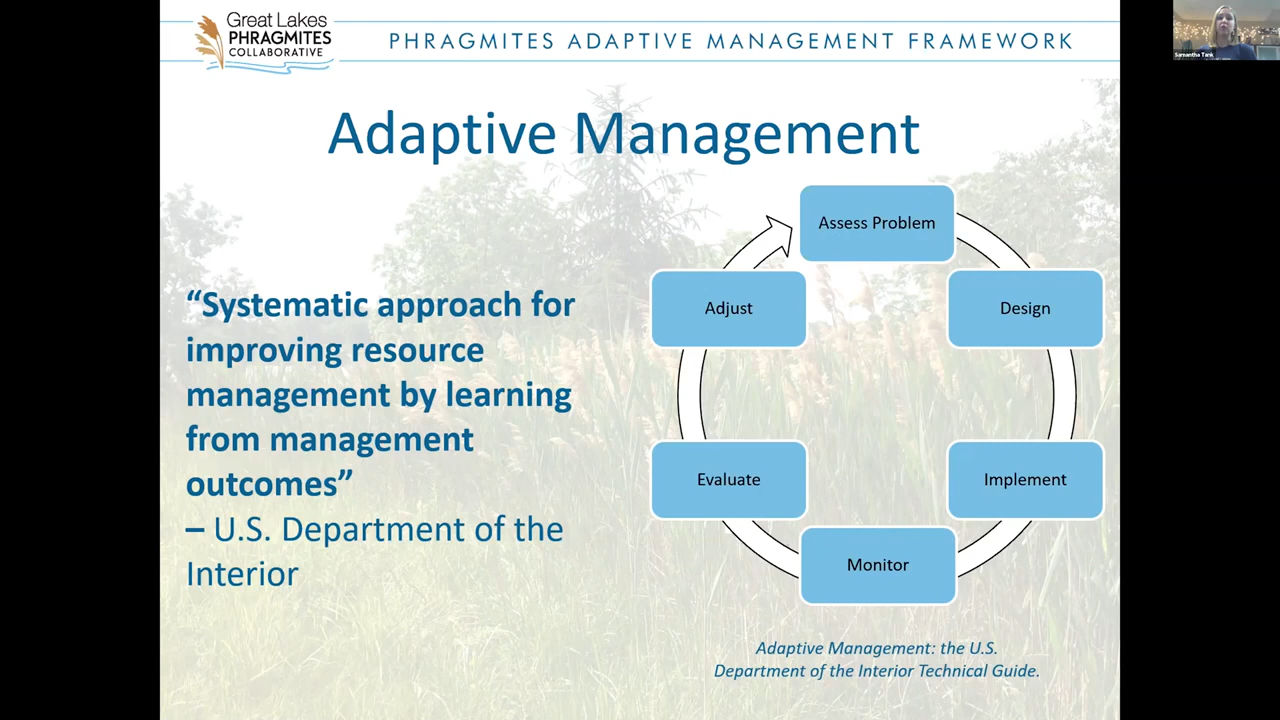 Great Lakes
PHRAGMITES
COLLABORATIVE
PHRAGMITES ADAPTIVE MANAGEMENT FRAMEWORK
Samantha Tank
Adaptive Management
“Systematic approach for
improving resource
management by learning
from management
outcomes”
– U.S. Department of the
Interior
Assess Problem
Design
Implement
Monitor
Evaluate
Adjust
Adaptive Management: the U.S.
Department of the Interior Technical Guide.